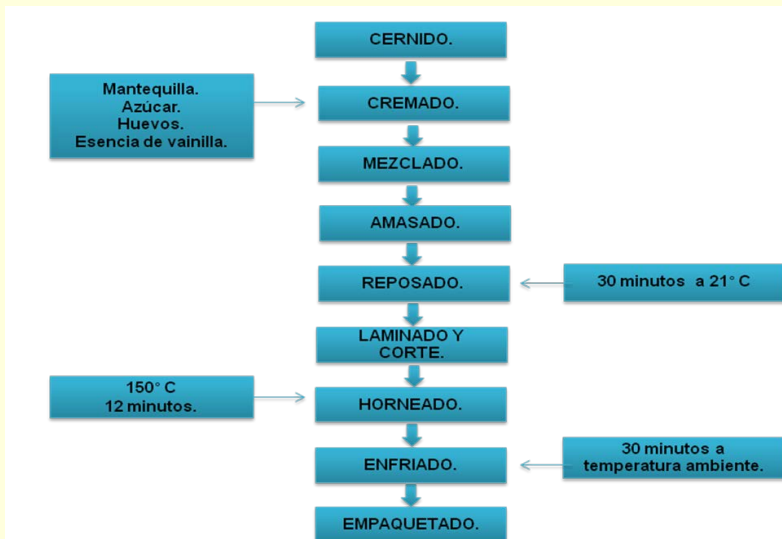 CERNIDO.
Mantequilla.
Azúcar.
Huevos.
Esencia de vainilla.
CREMADO.
MEZCLADO.
AMASADO.
REPOSADO.
30 minutos a 21° C
LAMINADO Y
CORTE.
150° C
12 minutos.
HORNEADO.
ENFRIADO.
30 minutos a
temperatura ambiente.
EMPAQUETADO.